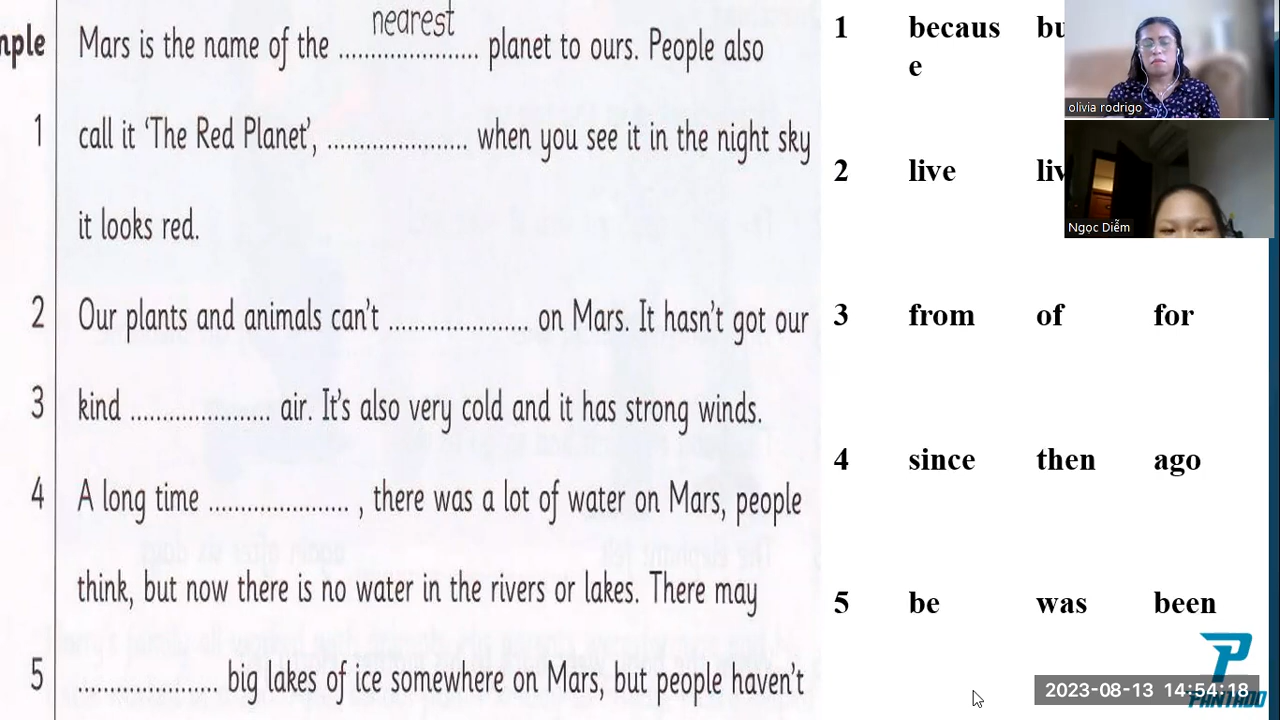 nearest
mple Mars is the name of the ........................ planet to ours. People also
1 call it ‘The Red Planet’, ........................ when you see it in the night sky
it looks red.
2 Our plants and animals can’t ........................ on Mars. It hasn’t got our
3 kind ........................ air. It’s also very cold and it has strong winds.
4 A long time ........................ , there was a lot of water on Mars, people
think, but now there is no water in the rivers or lakes. There may
5 ........................ big lakes of ice somewhere on Mars, but people haven’t
1 becaus bu
e
2 live liv
3 from of for
4 since then ago
5 be was been
olivia rodrigo
Ngọc Diễm
2023-08-13 14:54:18
PANTADO